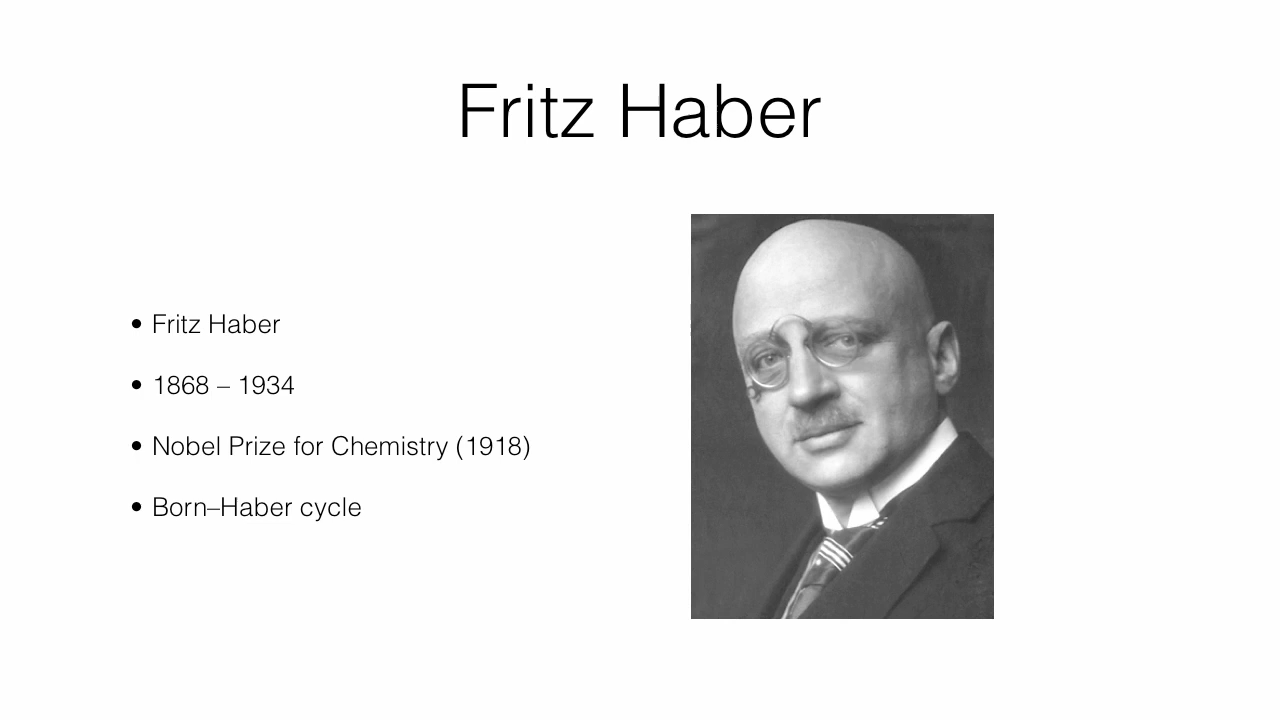 Fritz Haber
• Fritz Haber
• 1868 – 1934
• Nobel Prize for Chemistry (1918)
• Born–Haber cycle